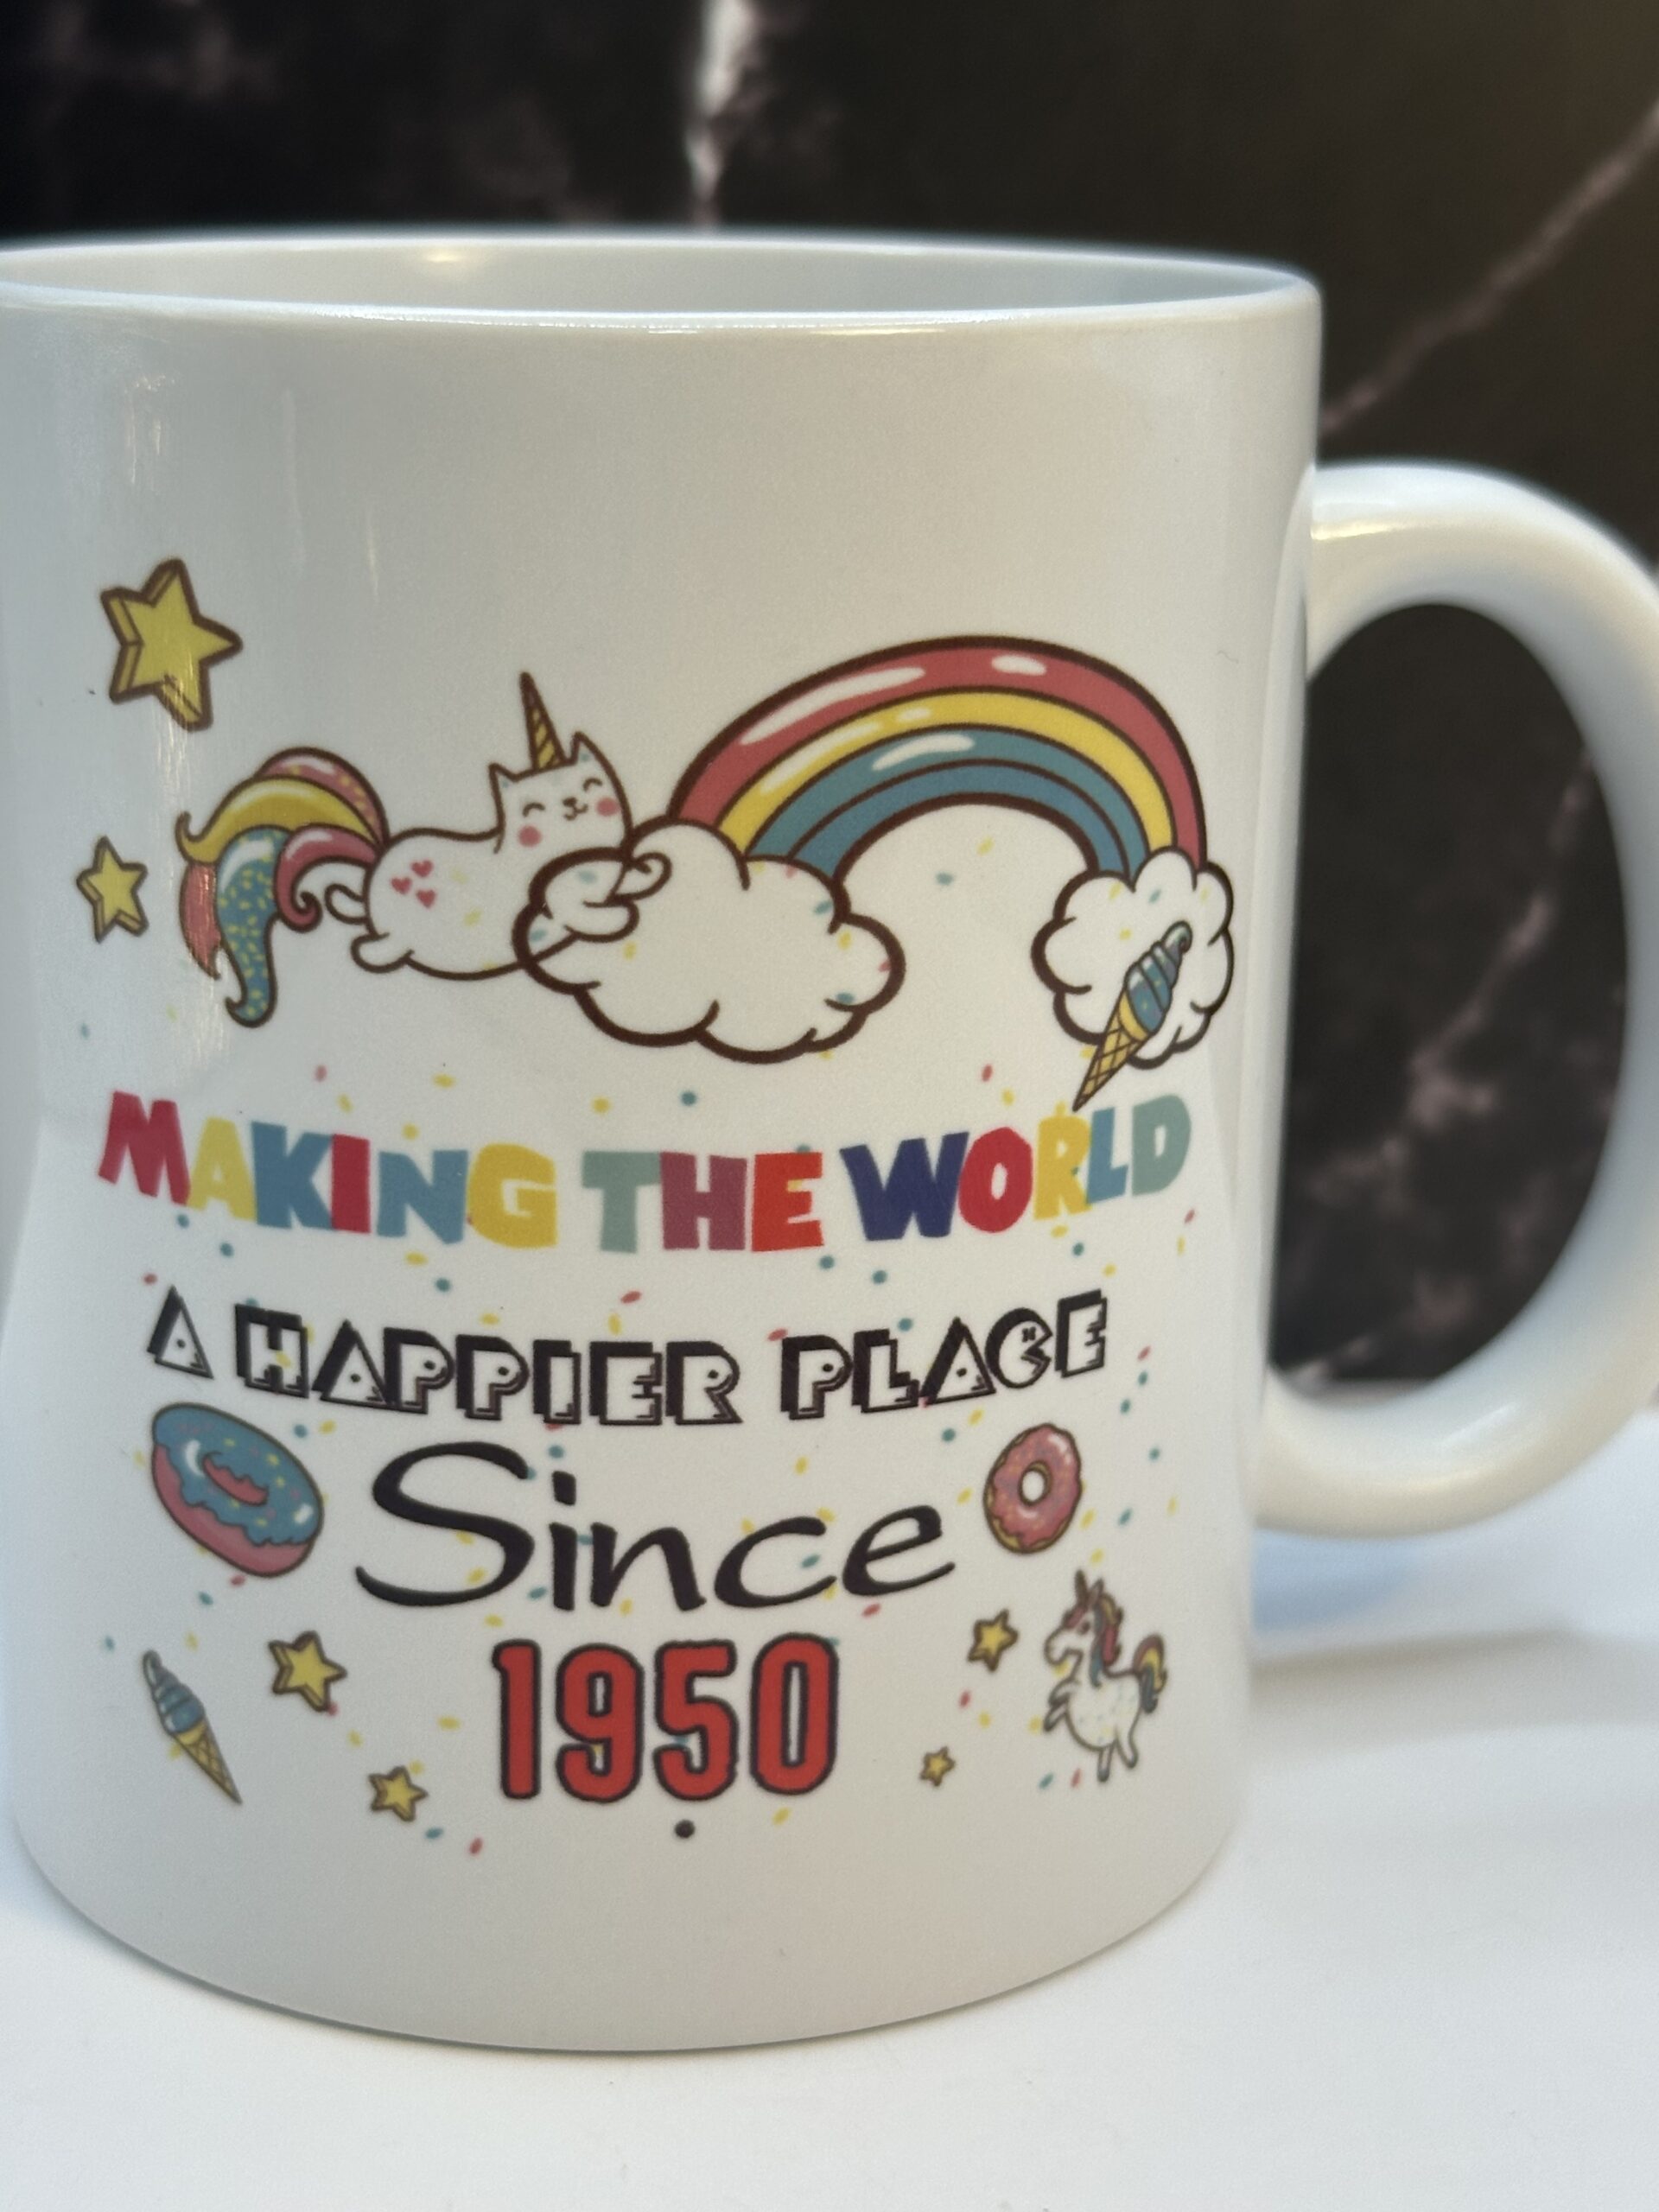 MAKING THE WORLD
A HAPPIER PLACE
Since
1950